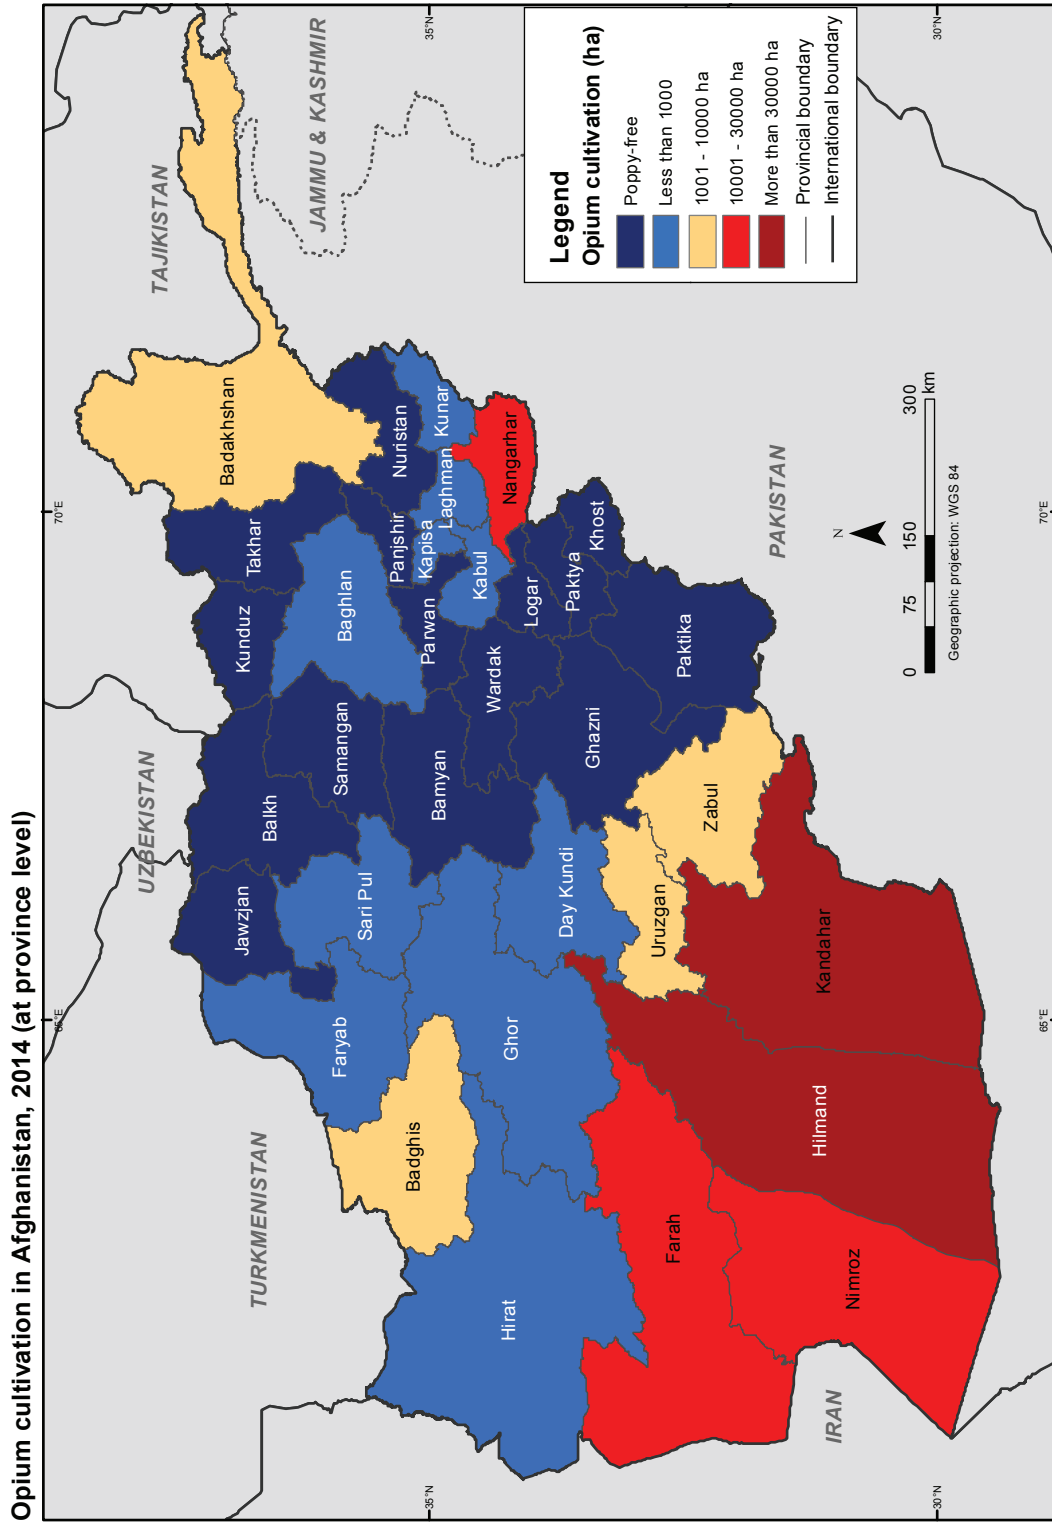 Opium cultivation in Afghanistan, 2014 (at province level)
65°E
70°E
35°N
30°N
35°N
30°N
65°E
70°E
UZBEKISTAN
TAJIKISTAN
TURKMENISTAN
JAMMU & KASHMIR
PAKISTAN
IRAN
Badakhshan
Takhar
Kunduz
Jawzjan
Balkh
Baghlan
Samangan
Faryab
Sari Pul
Nuristan
Panjshir
Kapisa
Laghman
Kunar
Badghis
Bamyan
Parwan
Kabul
Nangarhar
Wardak
Hirat
Ghor
Logar
Day Kundi
Ghazni
Paktya
Khost
Farah
Uruzgan
Zabul
Paktika
Hilmand
Kandahar
Nimroz
Legend
Opium cultivation (ha)
Poppy-free
Less than 1000
1001 - 10000 ha
10001 - 30000 ha
More than 30000 ha
Provincial boundary
International boundary
N
0 75 150 300
km
Geographic projection: WGS 84